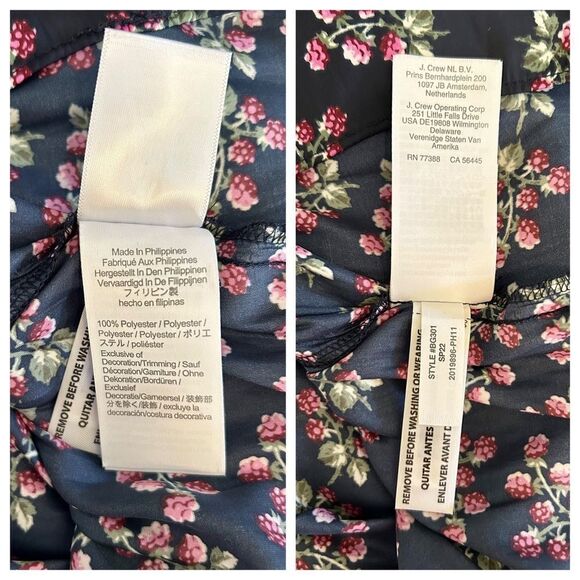 Made In Philippines
Fabriqué Aux Philippines
Hergestellt In Den Philippinen
Vervaardigd In De Filippijnen
フィリピン製
hecho en filipinas
100% Polyester / Polyester /
Polyester / Polyester / ポリエ
ステル / poliéster
Exclusive of
Decoration/Trimming / Sauf
Décoration/Garniture / Ohne
Dekoration/Bordüren /
Exclusief
Decoratie/Garneersel / 装飾部
分を除く/装飾 / excluye la
decoración/costura decorativa
REMOVE BEFORE WASHING
QUITAR ANTES
ENLEVER
J. Crew NL B.V.
Prins Bernhardplein 200
1097 JB Amsterdam,
Netherlands
J. Crew Operating Corp
251 Little Falls Drive
USA DE19808 Wilmington
Delaware
Verenidge Staten Van
Amerika
RN 77388 CA 56445
STYLE #BG301
SP22
2019896-PH11
REMOVE BEFORE WASHING OR WEARING
QUITAR ANTES
ENLEVER AVANT D